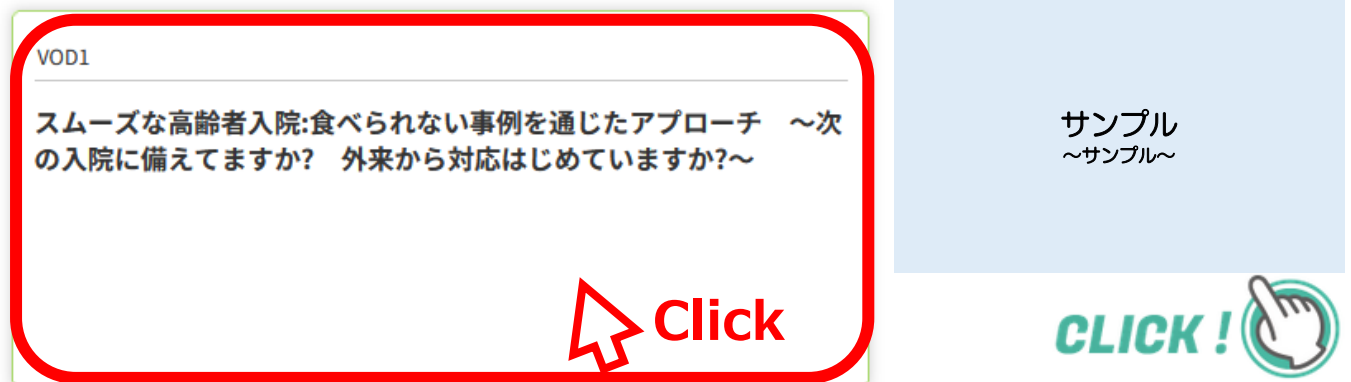 VOD1
スムーズな高齢者入院:食べられない事例を通じたアプローチ　～次
の入院に備えてますか?　外来から対応はじめていますか?～
Click
サンプル
～サンプル～
CLICK !